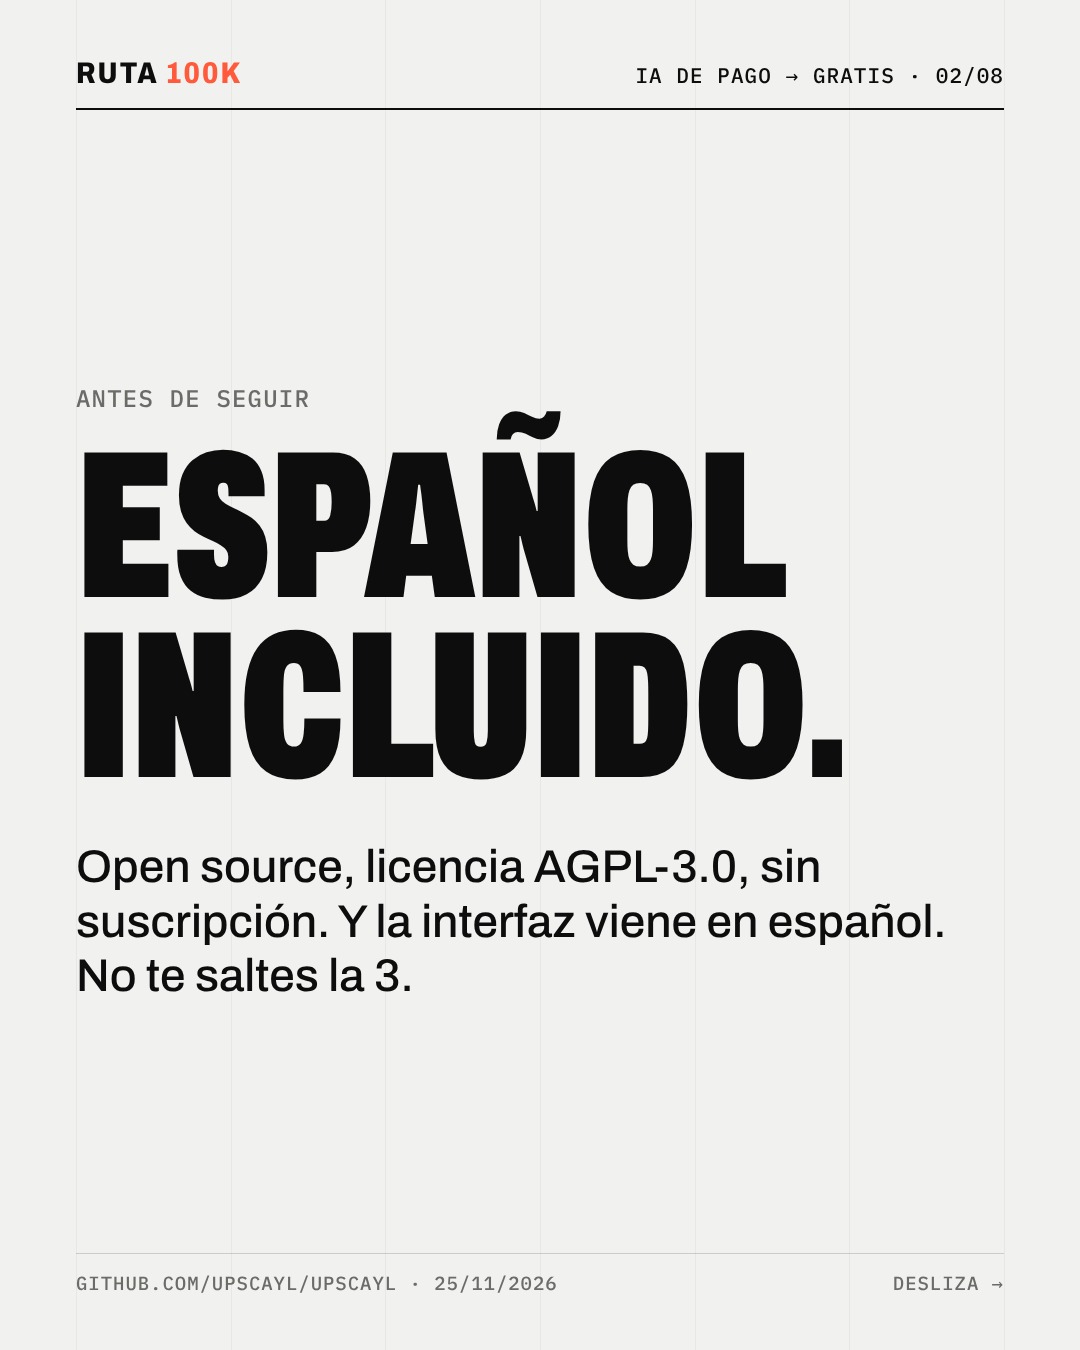 RUTA 100K
IA DE PAGO → GRATIS · 02/08
ANTES DE SEGUIR
ESPAÑOL
INCLUIDO.
Open source, licencia AGPL-3.0, sin
suscripción. Y la interfaz viene en español.
No te saltes la 3.
GITHUB.COM/UPSCAYL/UPSCAYL · 25/11/2026
DESLIZA →